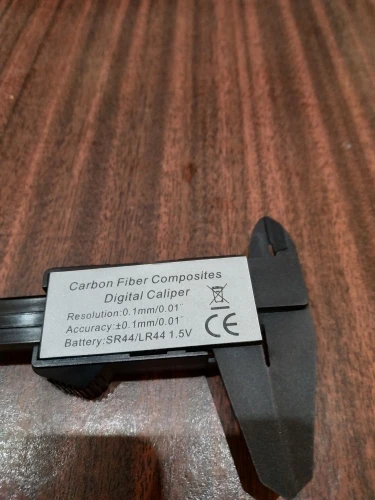 Carbon Fiber Composites
Digital Caliper
Resolution:0.1mm/0.01"
Accuracy:±0.1mm/0.01"
Battery:SR44/LR44 1.5V
CE